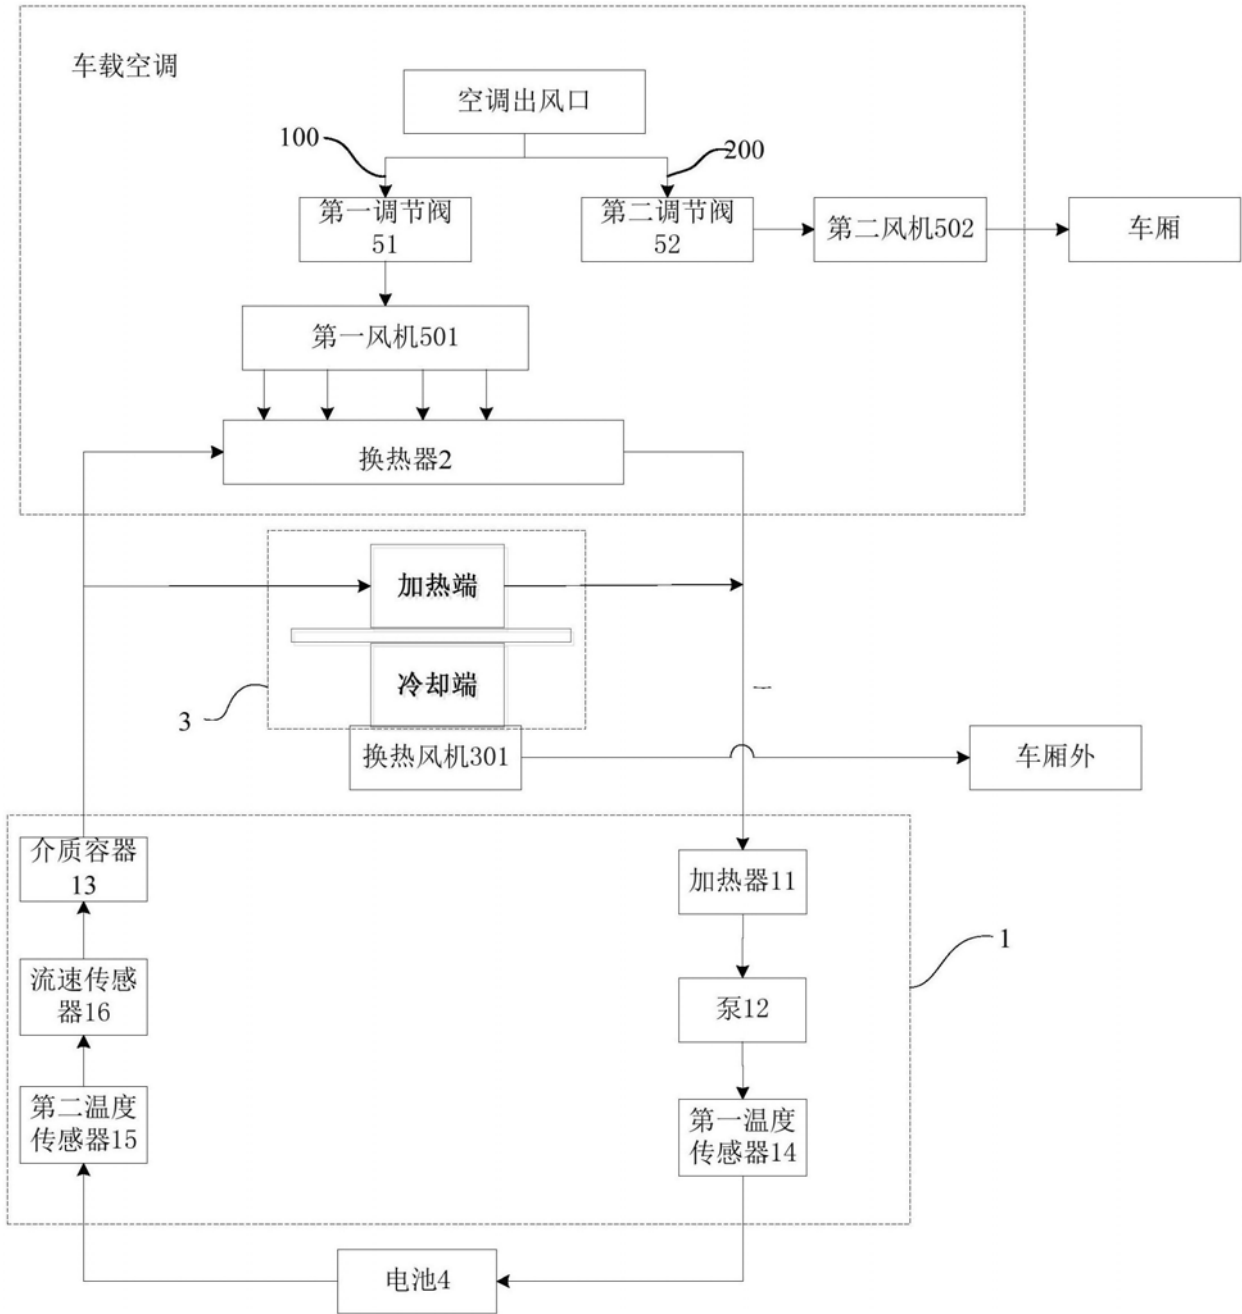 车载空调
空调出风口
100
200
第一调节阀
51
第二调节阀
52
第二风机502
车厢
第一风机501
换热器2
加热端
冷却端
3
换热风机301
车厢外
介质容器
13
加热器11
1
流速传感
器16
泵12
第二温度
传感器15
第一温度
传感器14
电池4